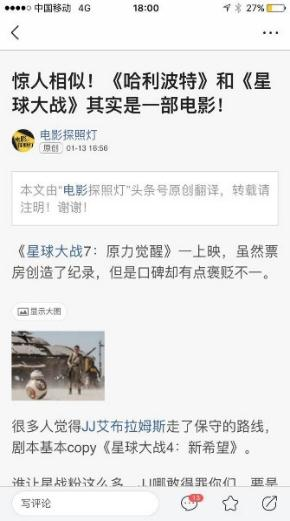 中国移动 4G 18:00 27%
惊人相似！《哈利波特》和《星
球大战》其实是一部电影！
电影探照灯
原创 01-13 16:56
本文由“电影探照灯”头条号原创翻译，转载请
注明！谢谢！
《星球大战7：原力觉醒》一上映，虽然票
房创造了纪录，但是口碑却有点褒贬不一。
显示大图
很多人觉得JJ艾布拉姆斯走了保守的路线，
剧本基本copy《星球大战4：新希望》。
谁让星战粉这么多，JJ哪敢得罪你们，要是
写评论 13